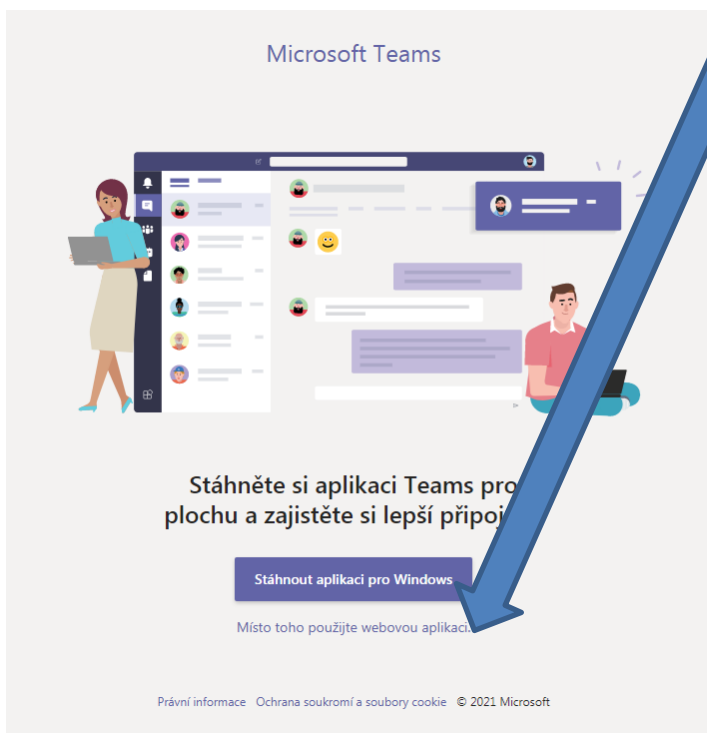 Microsoft Teams
Stáhněte si aplikaci Teams pro
plochu a zajistěte si lepší
Stáhnout aplikaci pro Windows
Místo toho použijte webovou aplikaci.
Právní informace Ochrana soukromí a soubory cookie © 2021 Microsoft